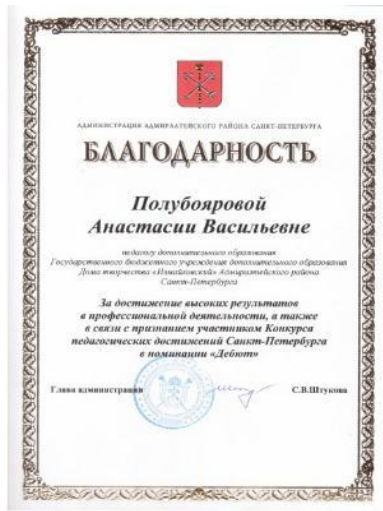 АДМИНИСТРАЦИЯ АДМИРАЛТЕЙСКОГО РАЙОНА САНКТ-ПЕТЕРБУРГА
БЛАГОДАРНОСТЬ
Полубояровой
Анастасии Васильевне
педагогу дополнительного образования
Государственного бюджетного учреждения дополнительного образования
Дома творчества «Измайловский» Адмиралтейского района
Санкт-Петербурга
За достижение высоких результатов
в профессиональной деятельности, а также
в связи с признанием участником Конкурса
педагогических достижений Санкт-Петербурга
в номинации «Дебют»
Глава администрации С.В.Штукова